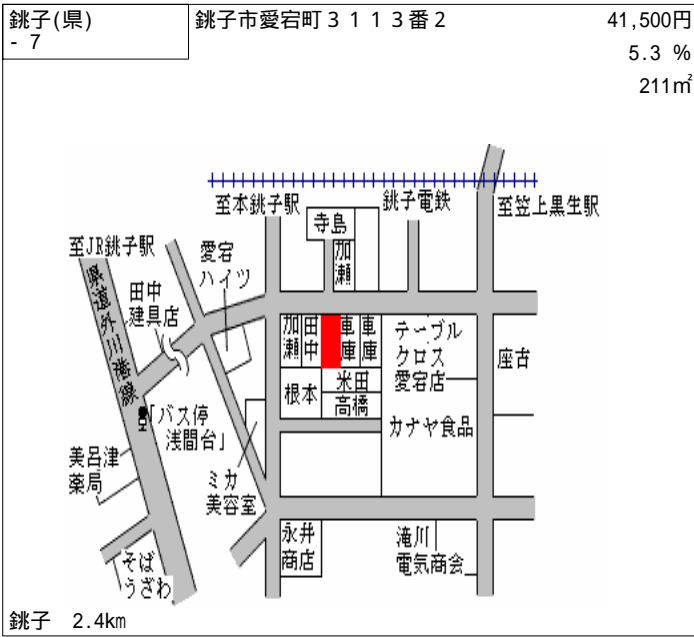 銚子(県)
- 7
銚子市愛宕町３１１３番２
41,500円
5.3 %
211㎡
至本銚子駅
銚子電鉄
至笠上黒生駅
寺島
加瀬
至JR銚子駅
愛宕
ハイツ
県道外川港線
田中
建具店
加瀬
田中
車庫
車庫
テーブル
クロス
愛宕店
座古
根本
米田
高橋
カナヤ食品
「バス停
浅間台」
美呂津
薬局
ミカ
美容室
永井
商店
滝川
電気商会
そば
うざわ
銚子 2.4km